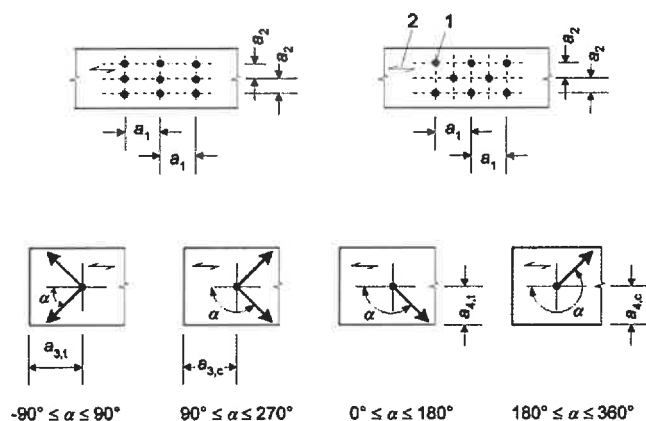 2 1
a₂ a₂ a₂ a₂
a₁ a₁
a₁ a₁
α α α α
a₄,t a₄,c
a₃,t a₃,c
-90° ≤ α ≤ 90° 90° ≤ α ≤ 270° 0° ≤ α ≤ 180° 180° ≤ α ≤ 360°